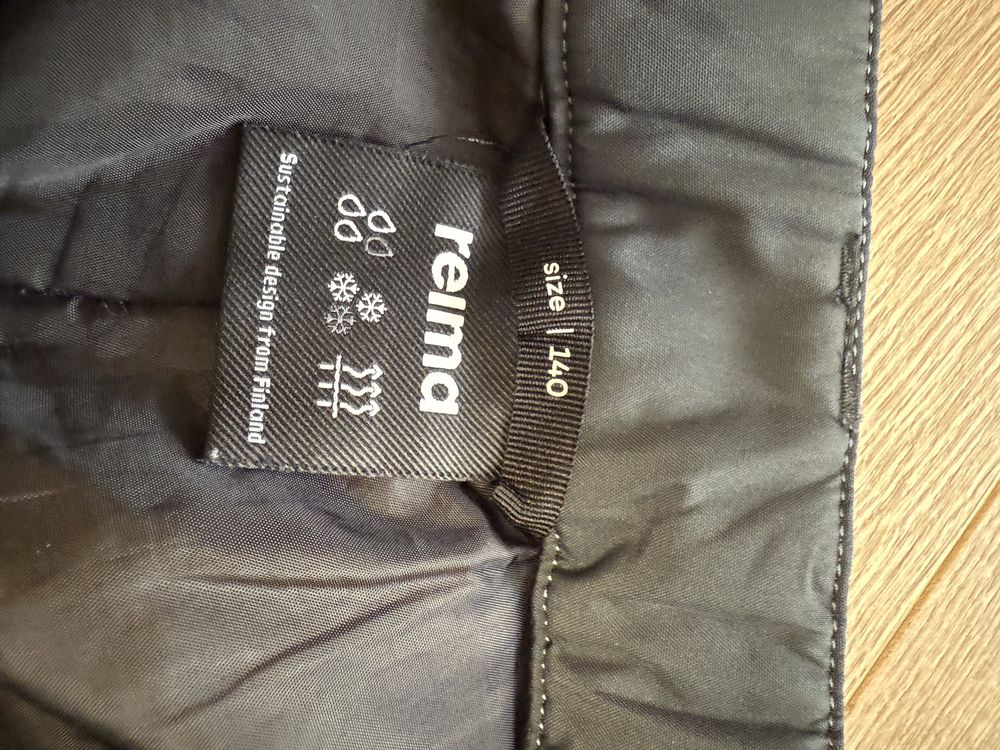 size | 140
reima
Sustainable design from Finland